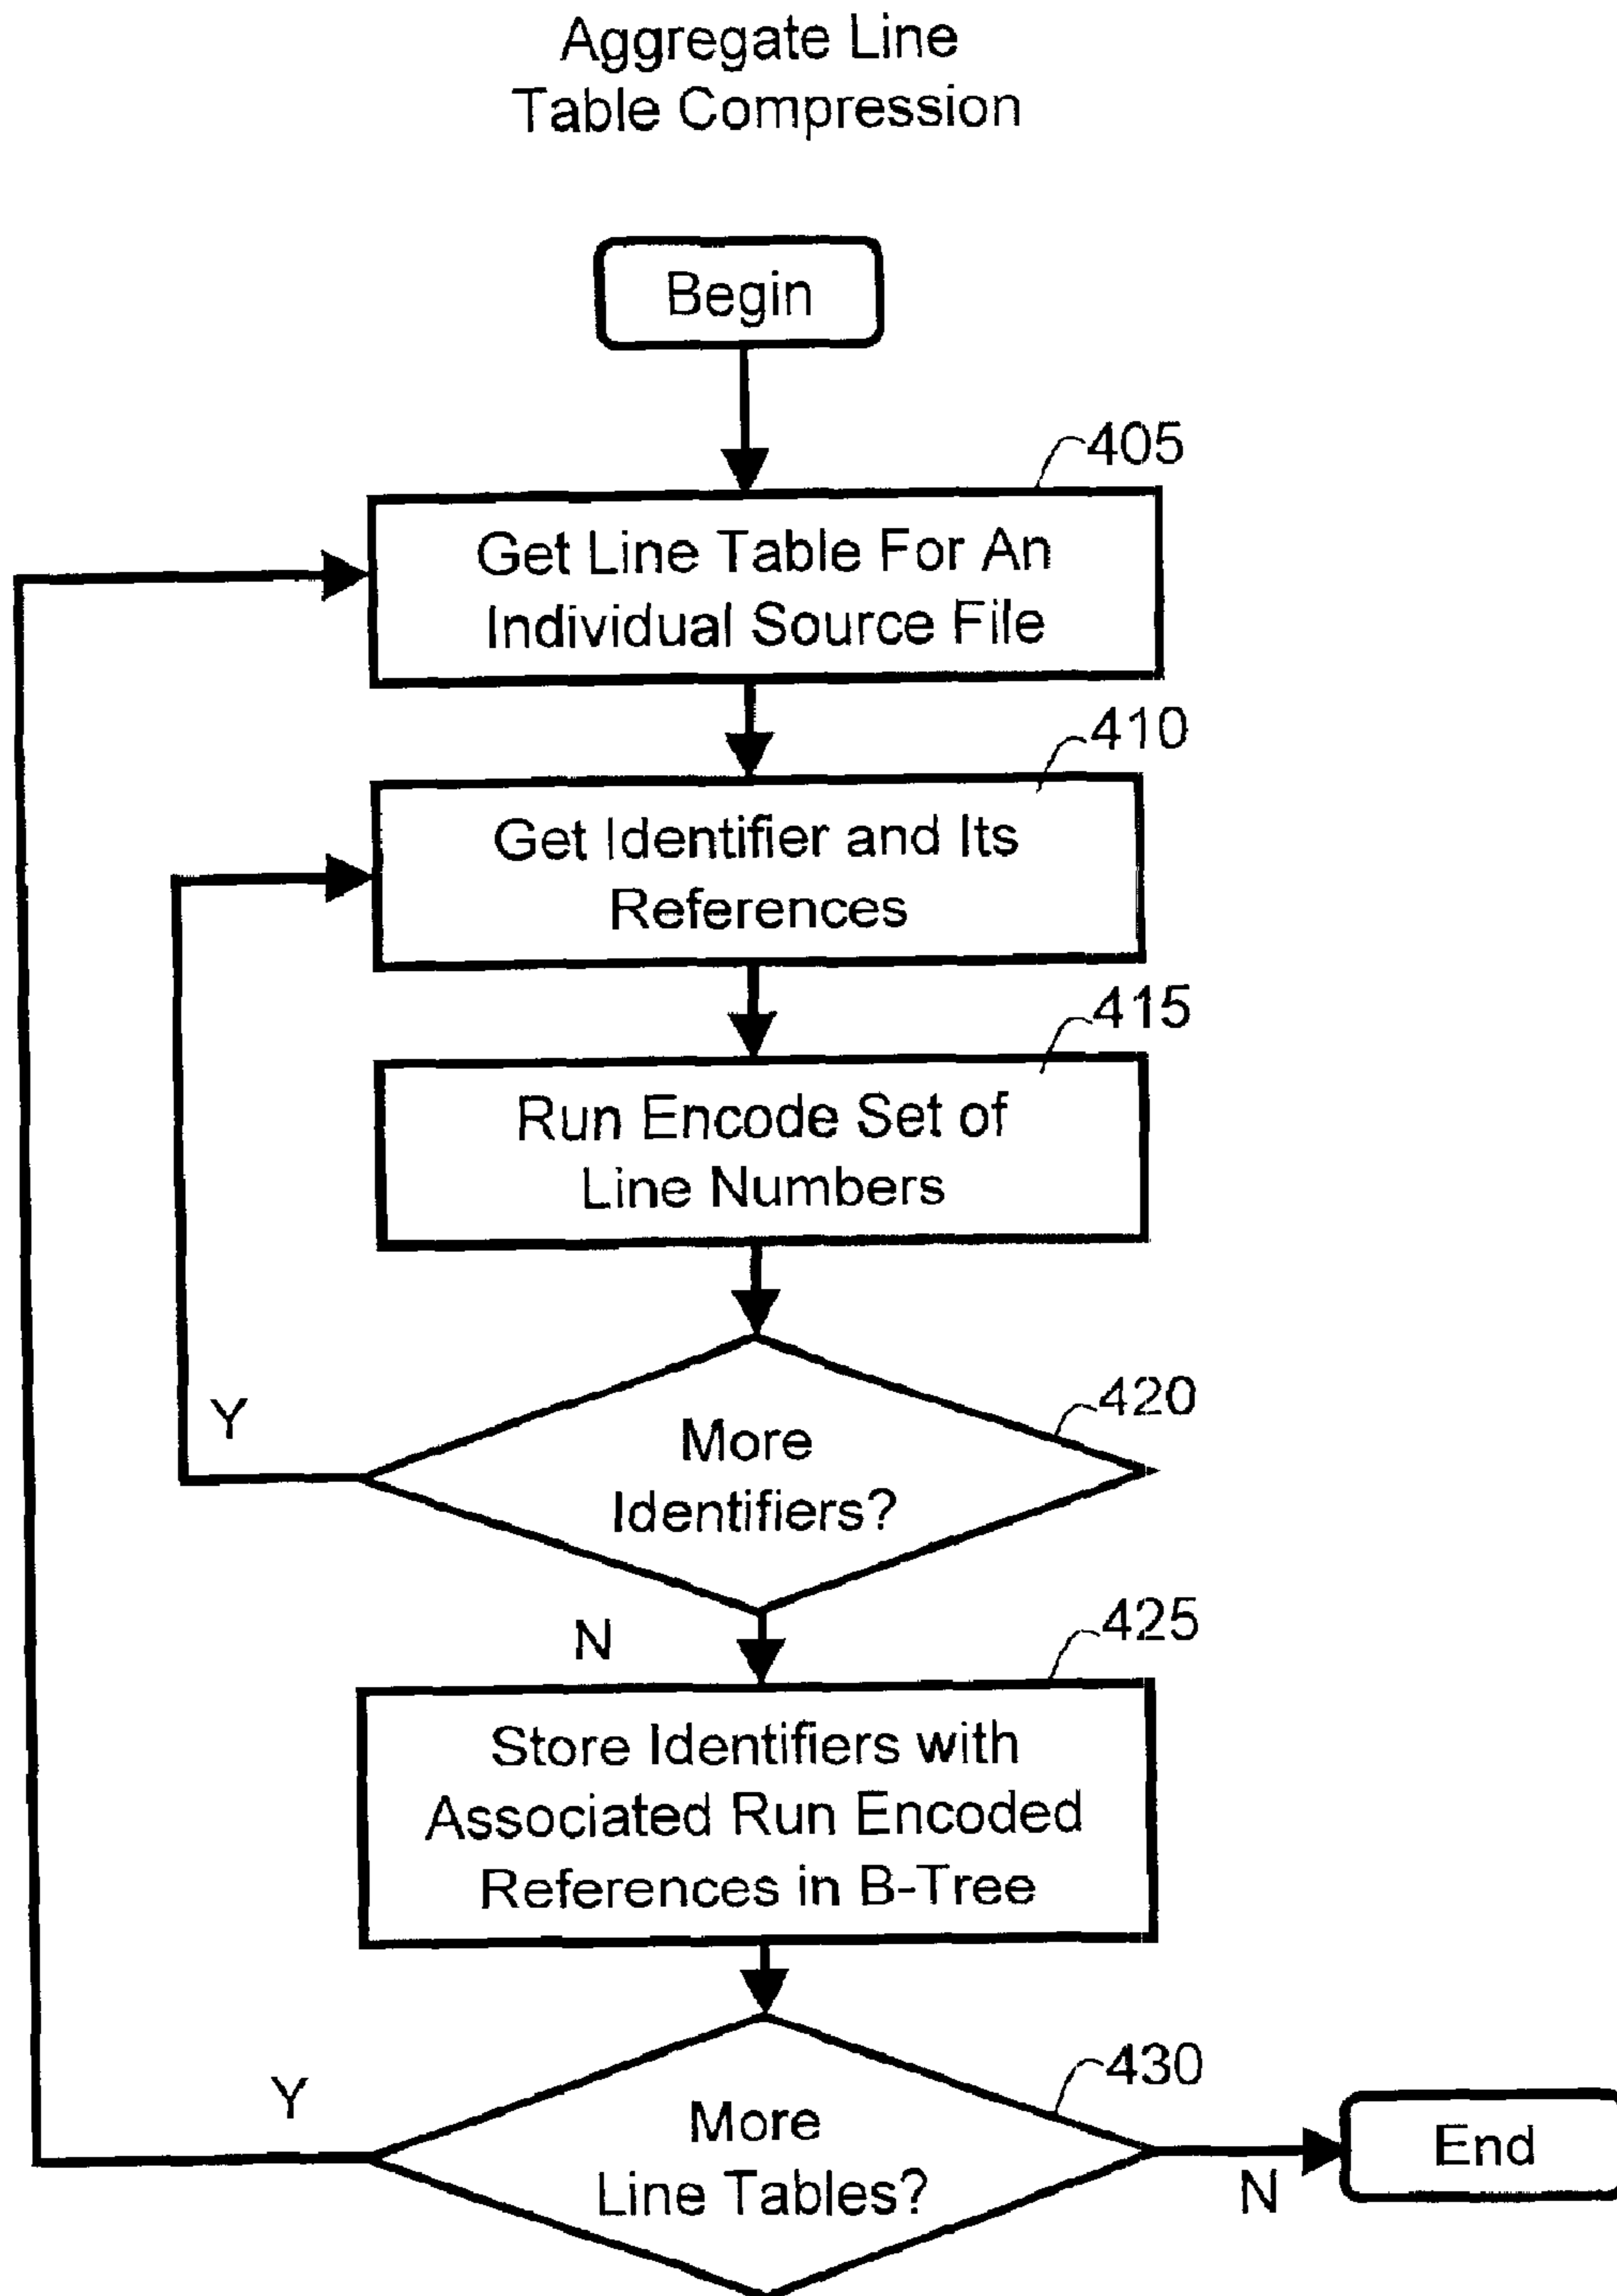 Aggregate Line
Table Compression
Begin
405
Get Line Table For An
Individual Source File
410
Get Identifier and Its
References
415
Run Encode Set of
Line Numbers
420
Y
More
Identifiers?
N
425
Store Identifiers with
Associated Run Encoded
References in B-Tree
430
Y
More
Line Tables?
N
End